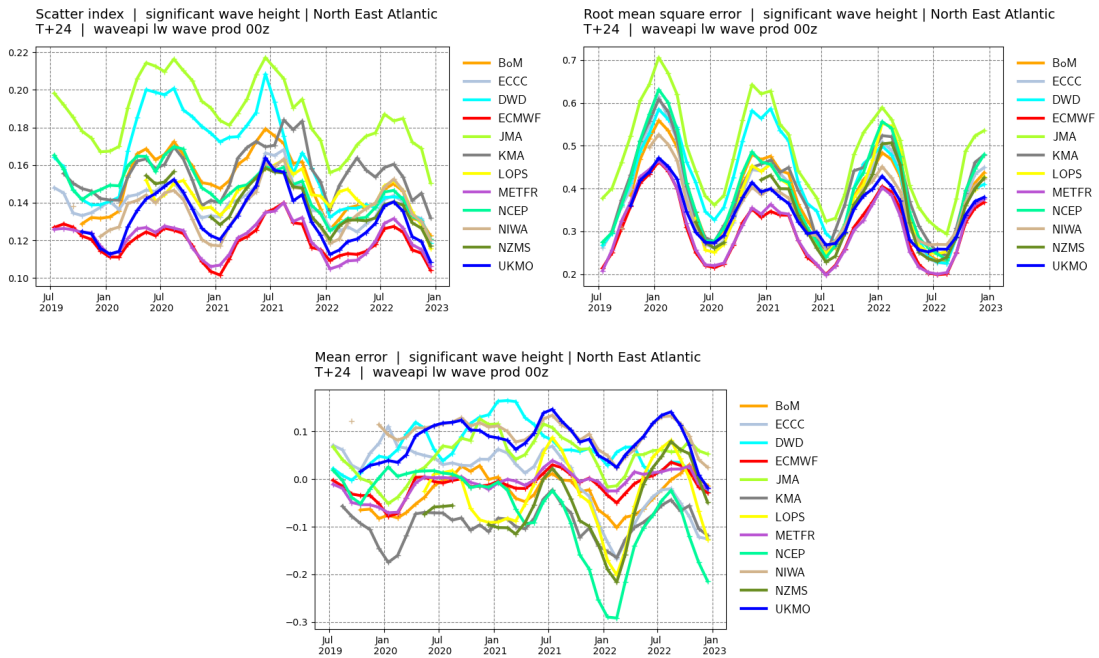 Scatter index | significant wave height | North East Atlantic
T+24 | waveapi lw wave prod 00z
0.22
0.20
0.18
0.16
0.14
0.12
0.10
Jul 2019
Jan 2020
Jul 2020
Jan 2021
Jul 2021
Jan 2022
Jul 2022
Jan 2023
BoM
ECCC
DWD
ECMWF
JMA
KMA
LOPS
METFR
NCEP
NIWA
NZMS
UKMO
Root mean square error | significant wave height | North East Atlantic
T+24 | waveapi lw wave prod 00z
0.7
0.6
0.5
0.4
0.3
0.2
Jul 2019
Jan 2020
Jul 2020
Jan 2021
Jul 2021
Jan 2022
Jul 2022
Jan 2023
BoM
ECCC
DWD
ECMWF
JMA
KMA
LOPS
METFR
NCEP
NIWA
NZMS
UKMO
Mean error | significant wave height | North East Atlantic
T+24 | waveapi lw wave prod 00z
0.1
0.0
−0.1
−0.2
−0.3
Jul 2019
Jan 2020
Jul 2020
Jan 2021
Jul 2021
Jan 2022
Jul 2022
Jan 2023
BoM
ECCC
DWD
ECMWF
JMA
KMA
LOPS
METFR
NCEP
NIWA
NZMS
UKMO